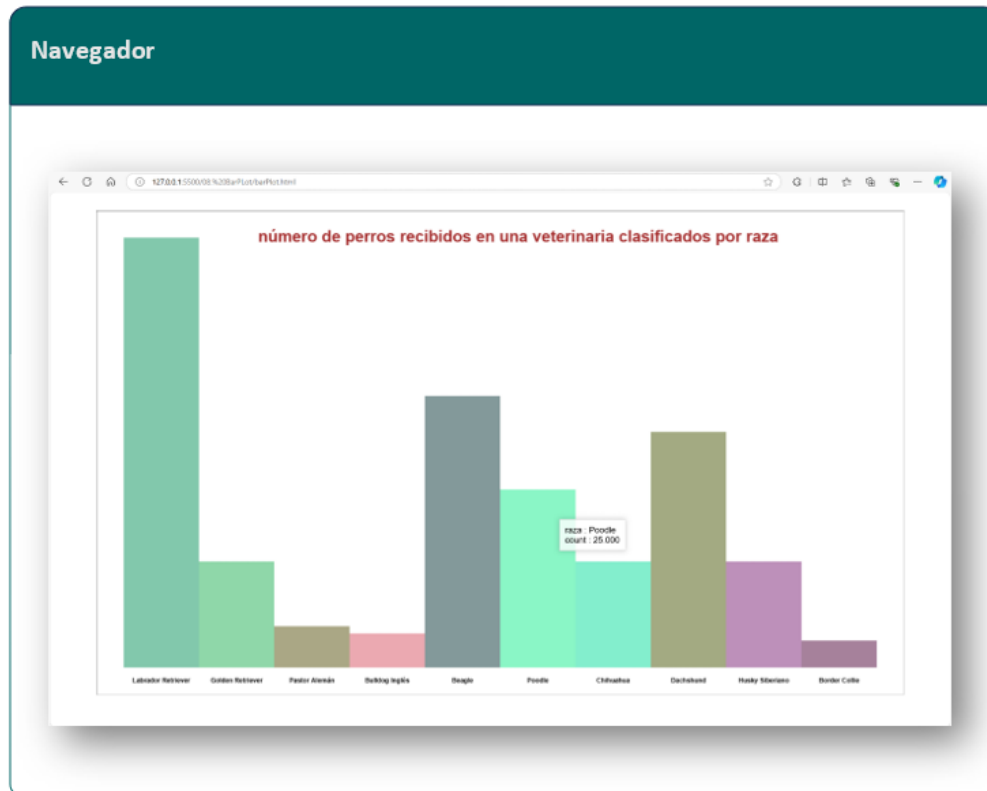 Navegador
127.0.0.1:5500/08.%20BarPLot/barPlot.html
número de perros recibidos en una veterinaria clasificados por raza
raza : Poodle
count : 25.000
Labrador Retriever Golden Retriever Pastor Alemán Bulldog Inglés Beagle Poodle Chihuahua Dachshund Husky Siberiano Border Collie